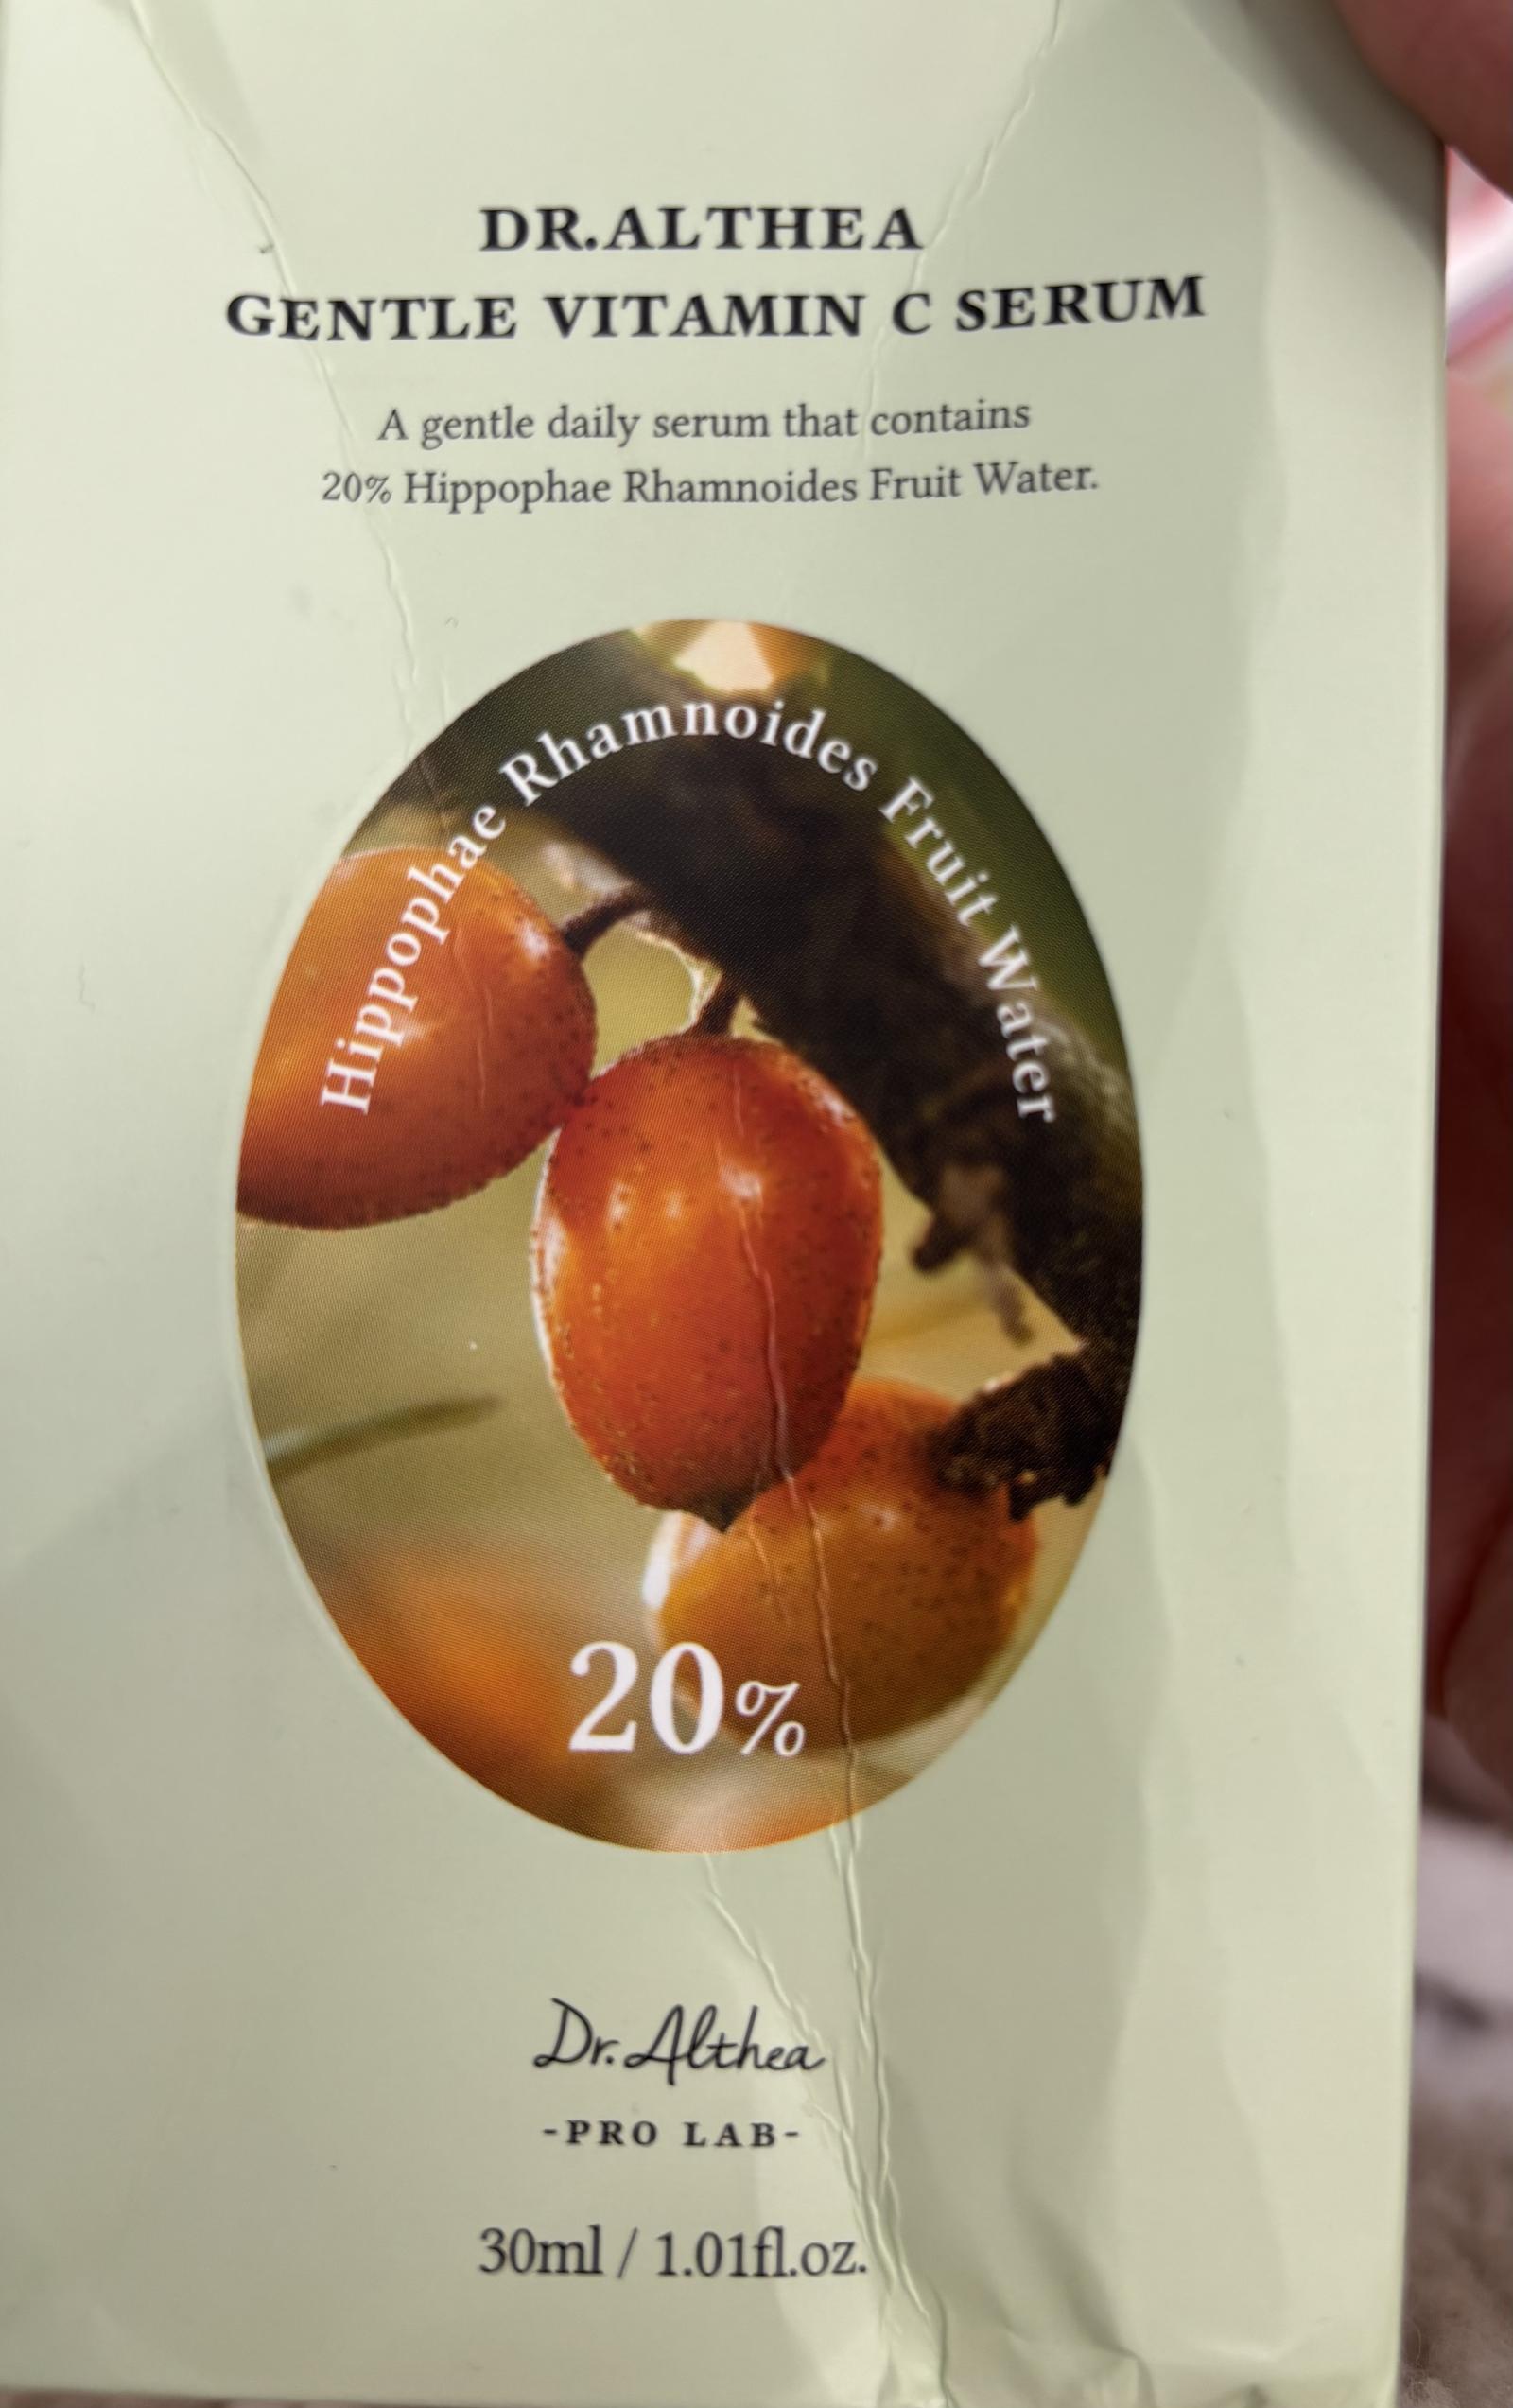 DR.ALTHEA
GENTLE VITAMIN C SERUM
A gentle daily serum that contains
20% Hippophae Rhamnoides Fruit Water.
Hippophae Rhamnoides Fruit Water
20%
Dr.Althea
-PRO LAB-
30ml / 1.01fl.oz.